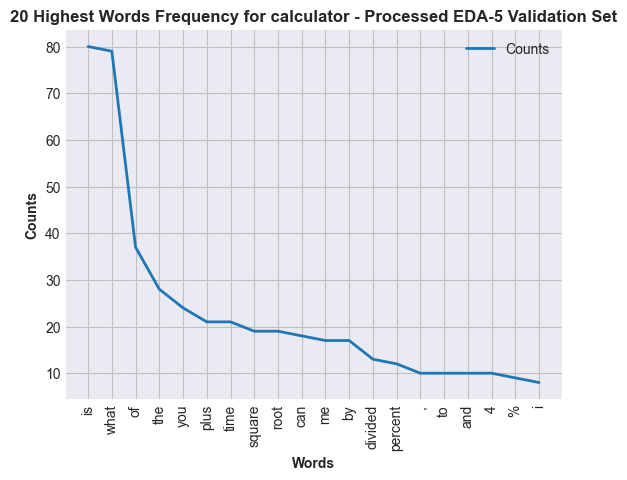 20 Highest Words Frequency for calculator - Processed EDA-5 Validation Set
Counts
80
70
60
50
40
30
20
10
Counts
is
what
of
the
you
plus
time
square
root
can
me
by
divided
percent
,
to
and
4
%
i
Words